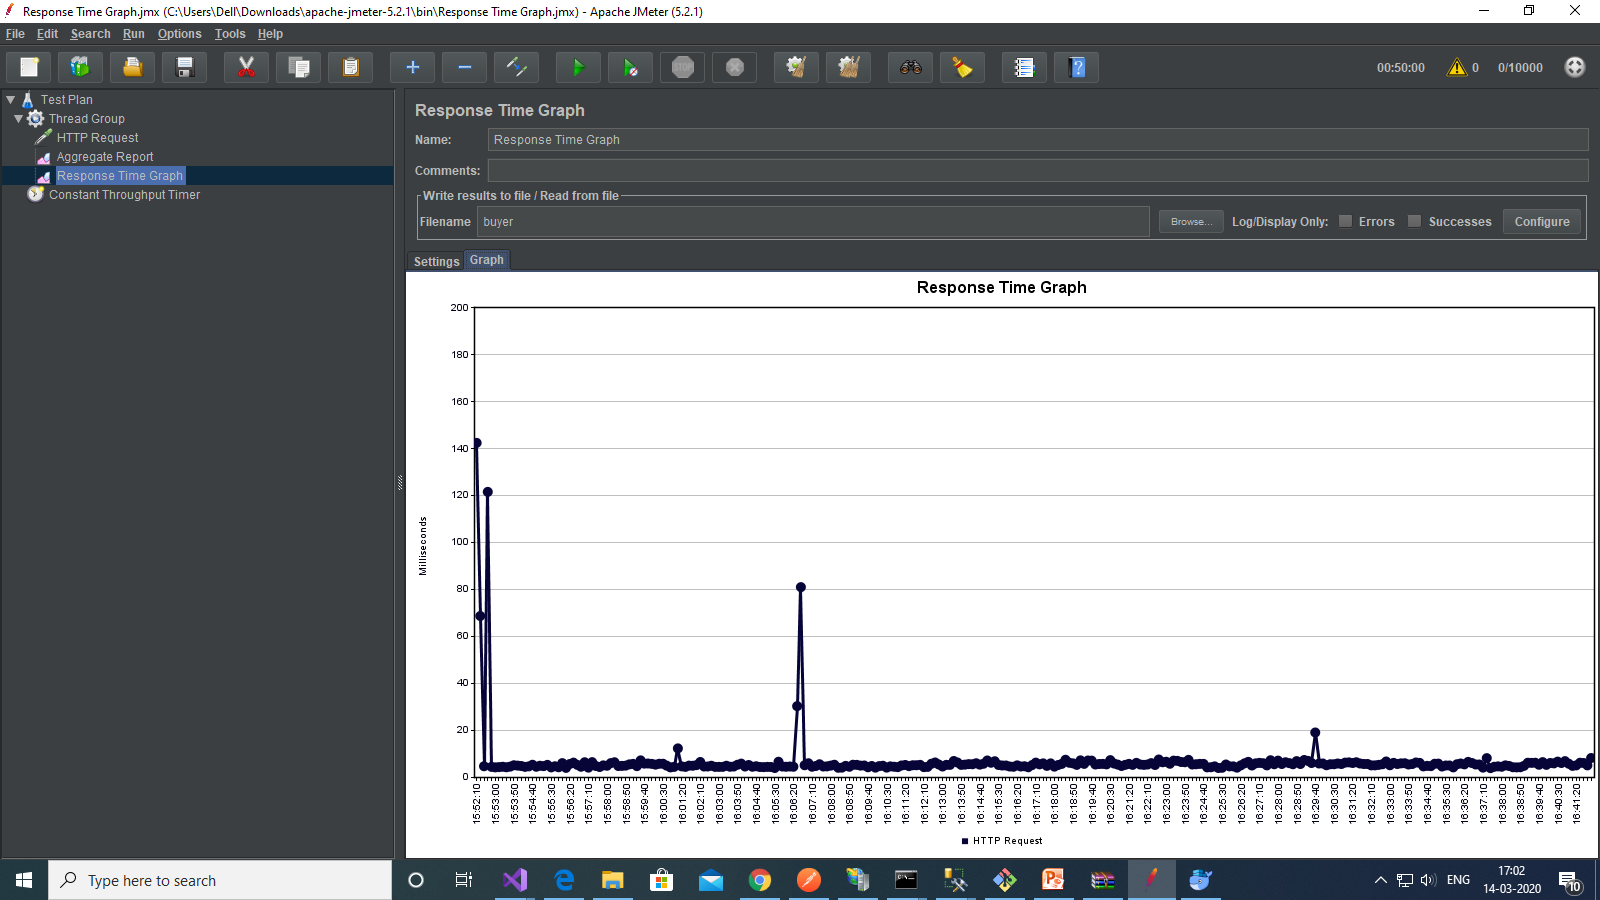 Response Time Graph.jmx (C:\Users\Dell\Downloads\apache-jmeter-5.2.1\bin\Response Time Graph.jmx) - Apache JMeter (5.2.1)
File Edit Search Run Options Tools Help
STOP
00:50:00 0 0/10000
Test Plan
Thread Group
HTTP Request
Aggregate Report
Response Time Graph
Constant Throughput Timer
Response Time Graph
Name: Response Time Graph
Comments:
Write results to file / Read from file
Filename buyer Browse... Log/Display Only: Errors Successes Configure
Settings Graph
Response Time Graph
200
180
160
140
120
100
80
60
40
20
0
Milliseconds
15:52:10 15:53:00 15:53:50 15:54:40 15:55:30 15:56:20 15:57:10 15:58:00 15:58:50 15:59:40 16:00:30 16:01:20 16:02:10 16:03:00 16:03:50 16:04:40 16:05:30 16:06:20 16:07:10 16:08:00 16:08:50 16:09:40 16:10:30 16:11:20 16:12:10 16:13:00 16:13:50 16:14:40 16:15:30 16:16:20 16:17:10 16:18:00 16:18:50 16:19:40 16:20:30 16:21:20 16:22:10 16:23:00 16:23:50 16:24:40 16:25:30 16:26:20 16:27:10 16:28:00 16:28:50 16:29:40 16:30:30 16:31:20 16:32:10 16:33:00 16:33:50 16:34:40 16:35:30 16:36:20 16:37:10 16:38:00 16:38:50 16:39:40 16:40:30 16:41:20
HTTP Request
Type here to search
ENG
17:02
14-03-2020
10